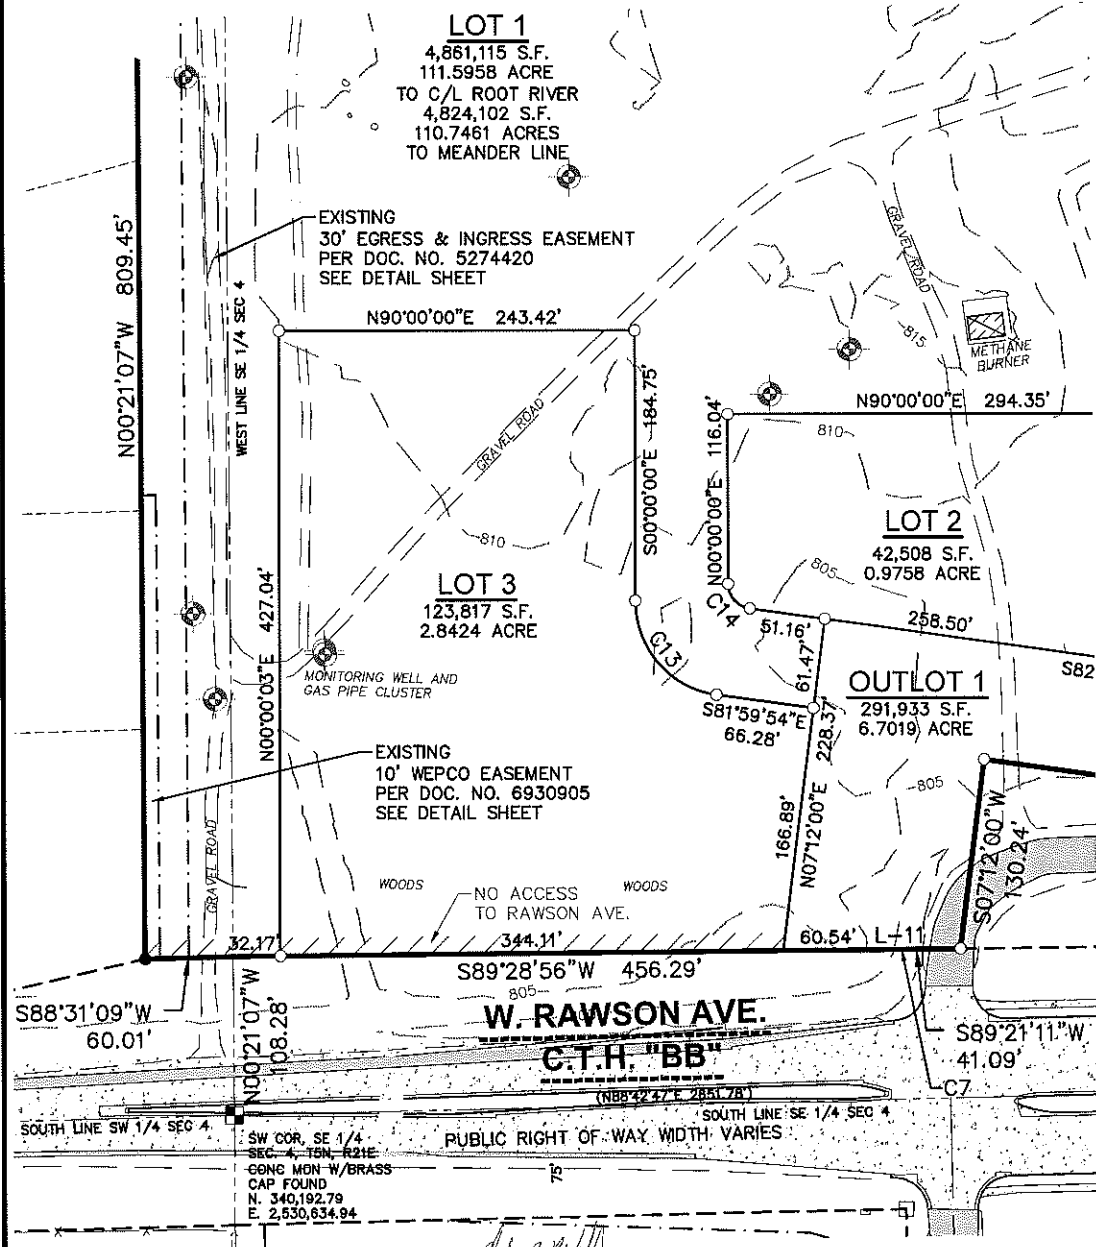 LOT 1
4,861,115 S.F.
111.5958 ACRE
TO C/L ROOT RIVER
4,824,102 S.F.
110.7461 ACRES
TO MEANDER LINE
EXISTING
30' EGRESS & INGRESS EASEMENT
PER DOC. NO. 5274420
SEE DETAIL SHEET
N00°21'07"W 809.45'
WEST LINE SE 1/4 SEC 4
GRAVEL ROAD
815
METHANE
BURNER
N90°00'00"E 243.42'
S00°00'00"E 184.75'
N90°00'00"E 294.35'
N00°00'00"E 116.04'
810
GRAVEL ROAD
810
LOT 2
42,508 S.F.
0.9758 ACRE
805
LOT 3
123,817 S.F.
2.8424 ACRE
N00°00'03"E 427.04'
C14
51.16'
258.50'
C13
61.47'
S82
MONITORING WELL AND
GAS PIPE CLUSTER
OUTLOT 1
291,933 S.F.
6.7019 ACRE
S81°59'54"E
66.28'
EXISTING
10' WEPCO EASEMENT
PER DOC. NO. 6930905
SEE DETAIL SHEET
166.89'
N07°12'00"E 228.37'
805
S07°12'00"W
130.24'
GRAVEL ROAD
WOODS
NO ACCESS
TO RAWSON AVE.
WOODS
32.17'
344.11'
60.54'
L-11
S89°28'56"W 456.29'
805
S88°31'09"W
60.01'
N00°21'07"W
108.28'
W. RAWSON AVE.
C.T.H. "BB"
S89°21'11"W
41.09'
C7
(N88°42'47"E 2851.78')
SOUTH LINE SW 1/4 SEC 4
SOUTH LINE SE 1/4 SEC 4
PUBLIC RIGHT OF WAY WIDTH VARIES
SW COR, SE 1/4
SEC. 4, T5N, R21E
CONC MON W/BRASS
CAP FOUND
N. 340,192.79
E. 2,530,634.94
75'